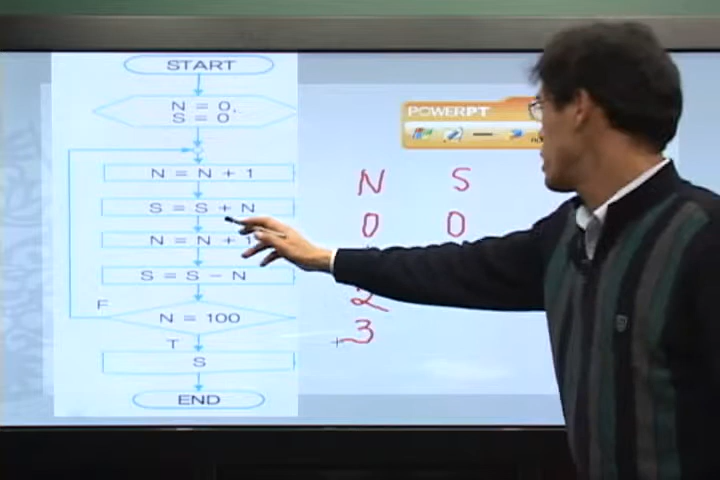 START
N = 0,
S = 0
N = N + 1
S = S + N
N = N + 1
S = S - N
F
N = 100
T
S
END
POWERPT
N S
0 0
2
3